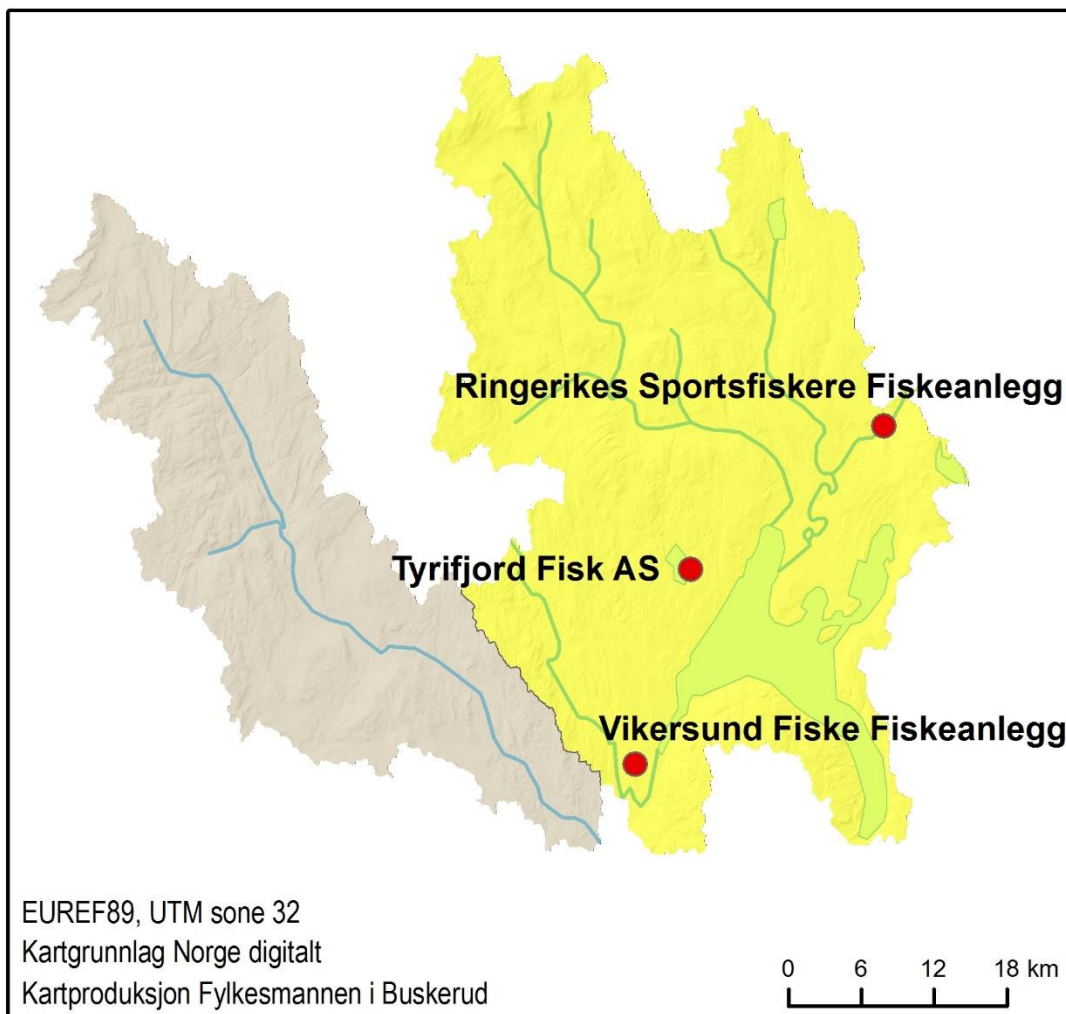 Ringerikes Sportsfiskere Fiskeanlegg
Tyrifjord Fisk AS
Vikersund Fiske Fiskeanlegg
EUREF89, UTM sone 32
Kartgrunnlag Norge digitalt
Kartproduksjon Fylkesmannen i Buskerud
0 6 12 18 km